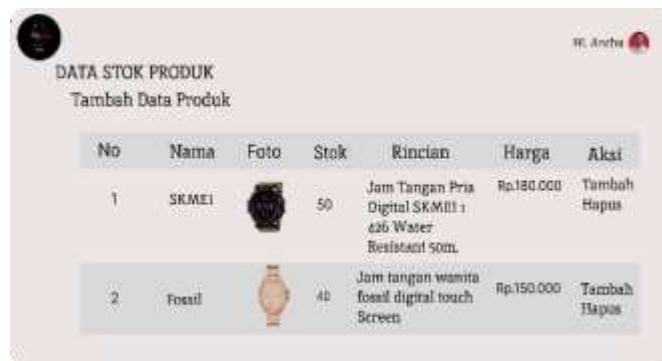 Hi. Ancha
DATA STOK PRODUK
Tambah Data Produk
No Nama Foto Stok Rincian Harga Aksi
1 SKMEI 50 Jam Tangan Pria Rp.180.000 Tambah
Digital SKMEI 1 Hapus
426 Water
Resistant 50m.
2 Fossil 40 Jam tangan wanita Rp.150.000 Tambah
fossil digital touch Hapus
Screen